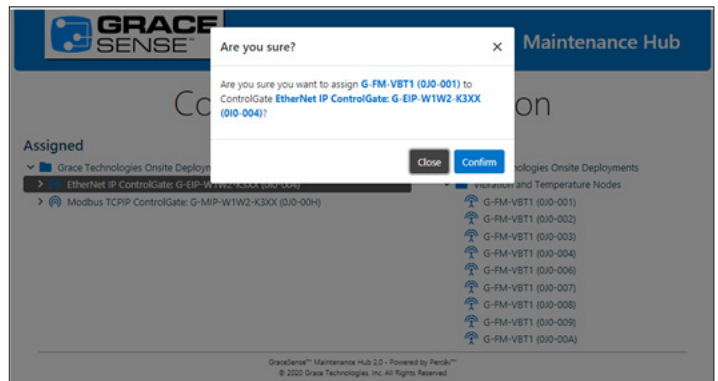 GRACE
SENSE™
Maintenance Hub
Are you sure?
×
Are you sure you want to assign G-FM-VBT1 (0J0-001) to
ControlGate EtherNet IP ControlGate: G-EIP-W1W2-K3XX
(0I0-004)?
Close
Confirm
Co
on
Assigned
Grace Technologies Onsite Deploym
EtherNet IP ControlGate: G-EIP-W1W2-K3XX (0I0-004)
Modbus TCPIP ControlGate: G-MIP-W1W2-K3XX (0J0-00H)
nologies Onsite Deployments
Vibration and Temperature Nodes
G-FM-VBT1 (0J0-001)
G-FM-VBT1 (0J0-002)
G-FM-VBT1 (0J0-003)
G-FM-VBT1 (0J0-004)
G-FM-VBT1 (0J0-006)
G-FM-VBT1 (0J0-007)
G-FM-VBT1 (0J0-008)
G-FM-VBT1 (0J0-009)
G-FM-VBT1 (0J0-00A)
GraceSense™ Maintenance Hub 2.0 - Powered by Percēv™
© 2020 Grace Technologies, Inc. All Rights Reserved